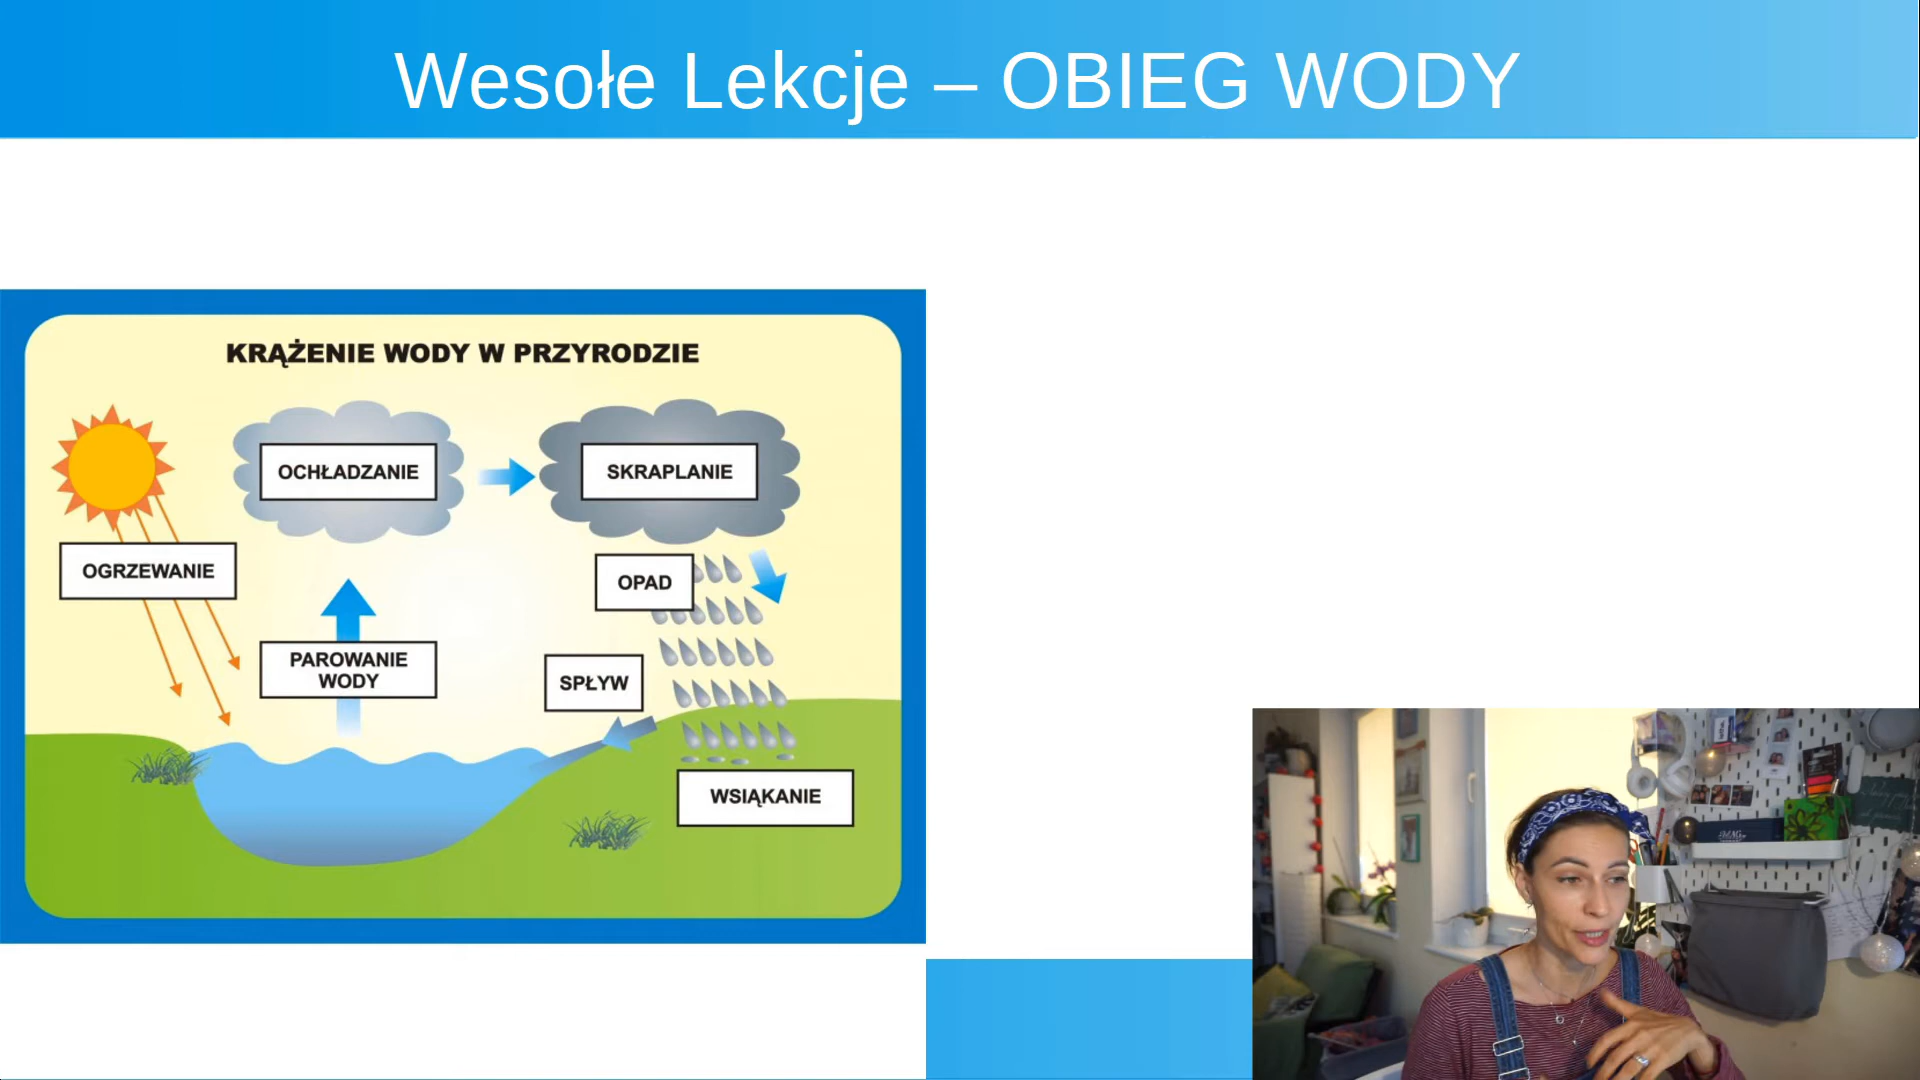 Wesołe Lekcje – OBIEG WODY
KRĄŻENIE WODY W PRZYRODZIE
OCHŁADZANIE
SKRAPLANIE
OGRZEWANIE
OPAD
PAROWANIE
WODY
SPŁYW
WSIĄKANIE